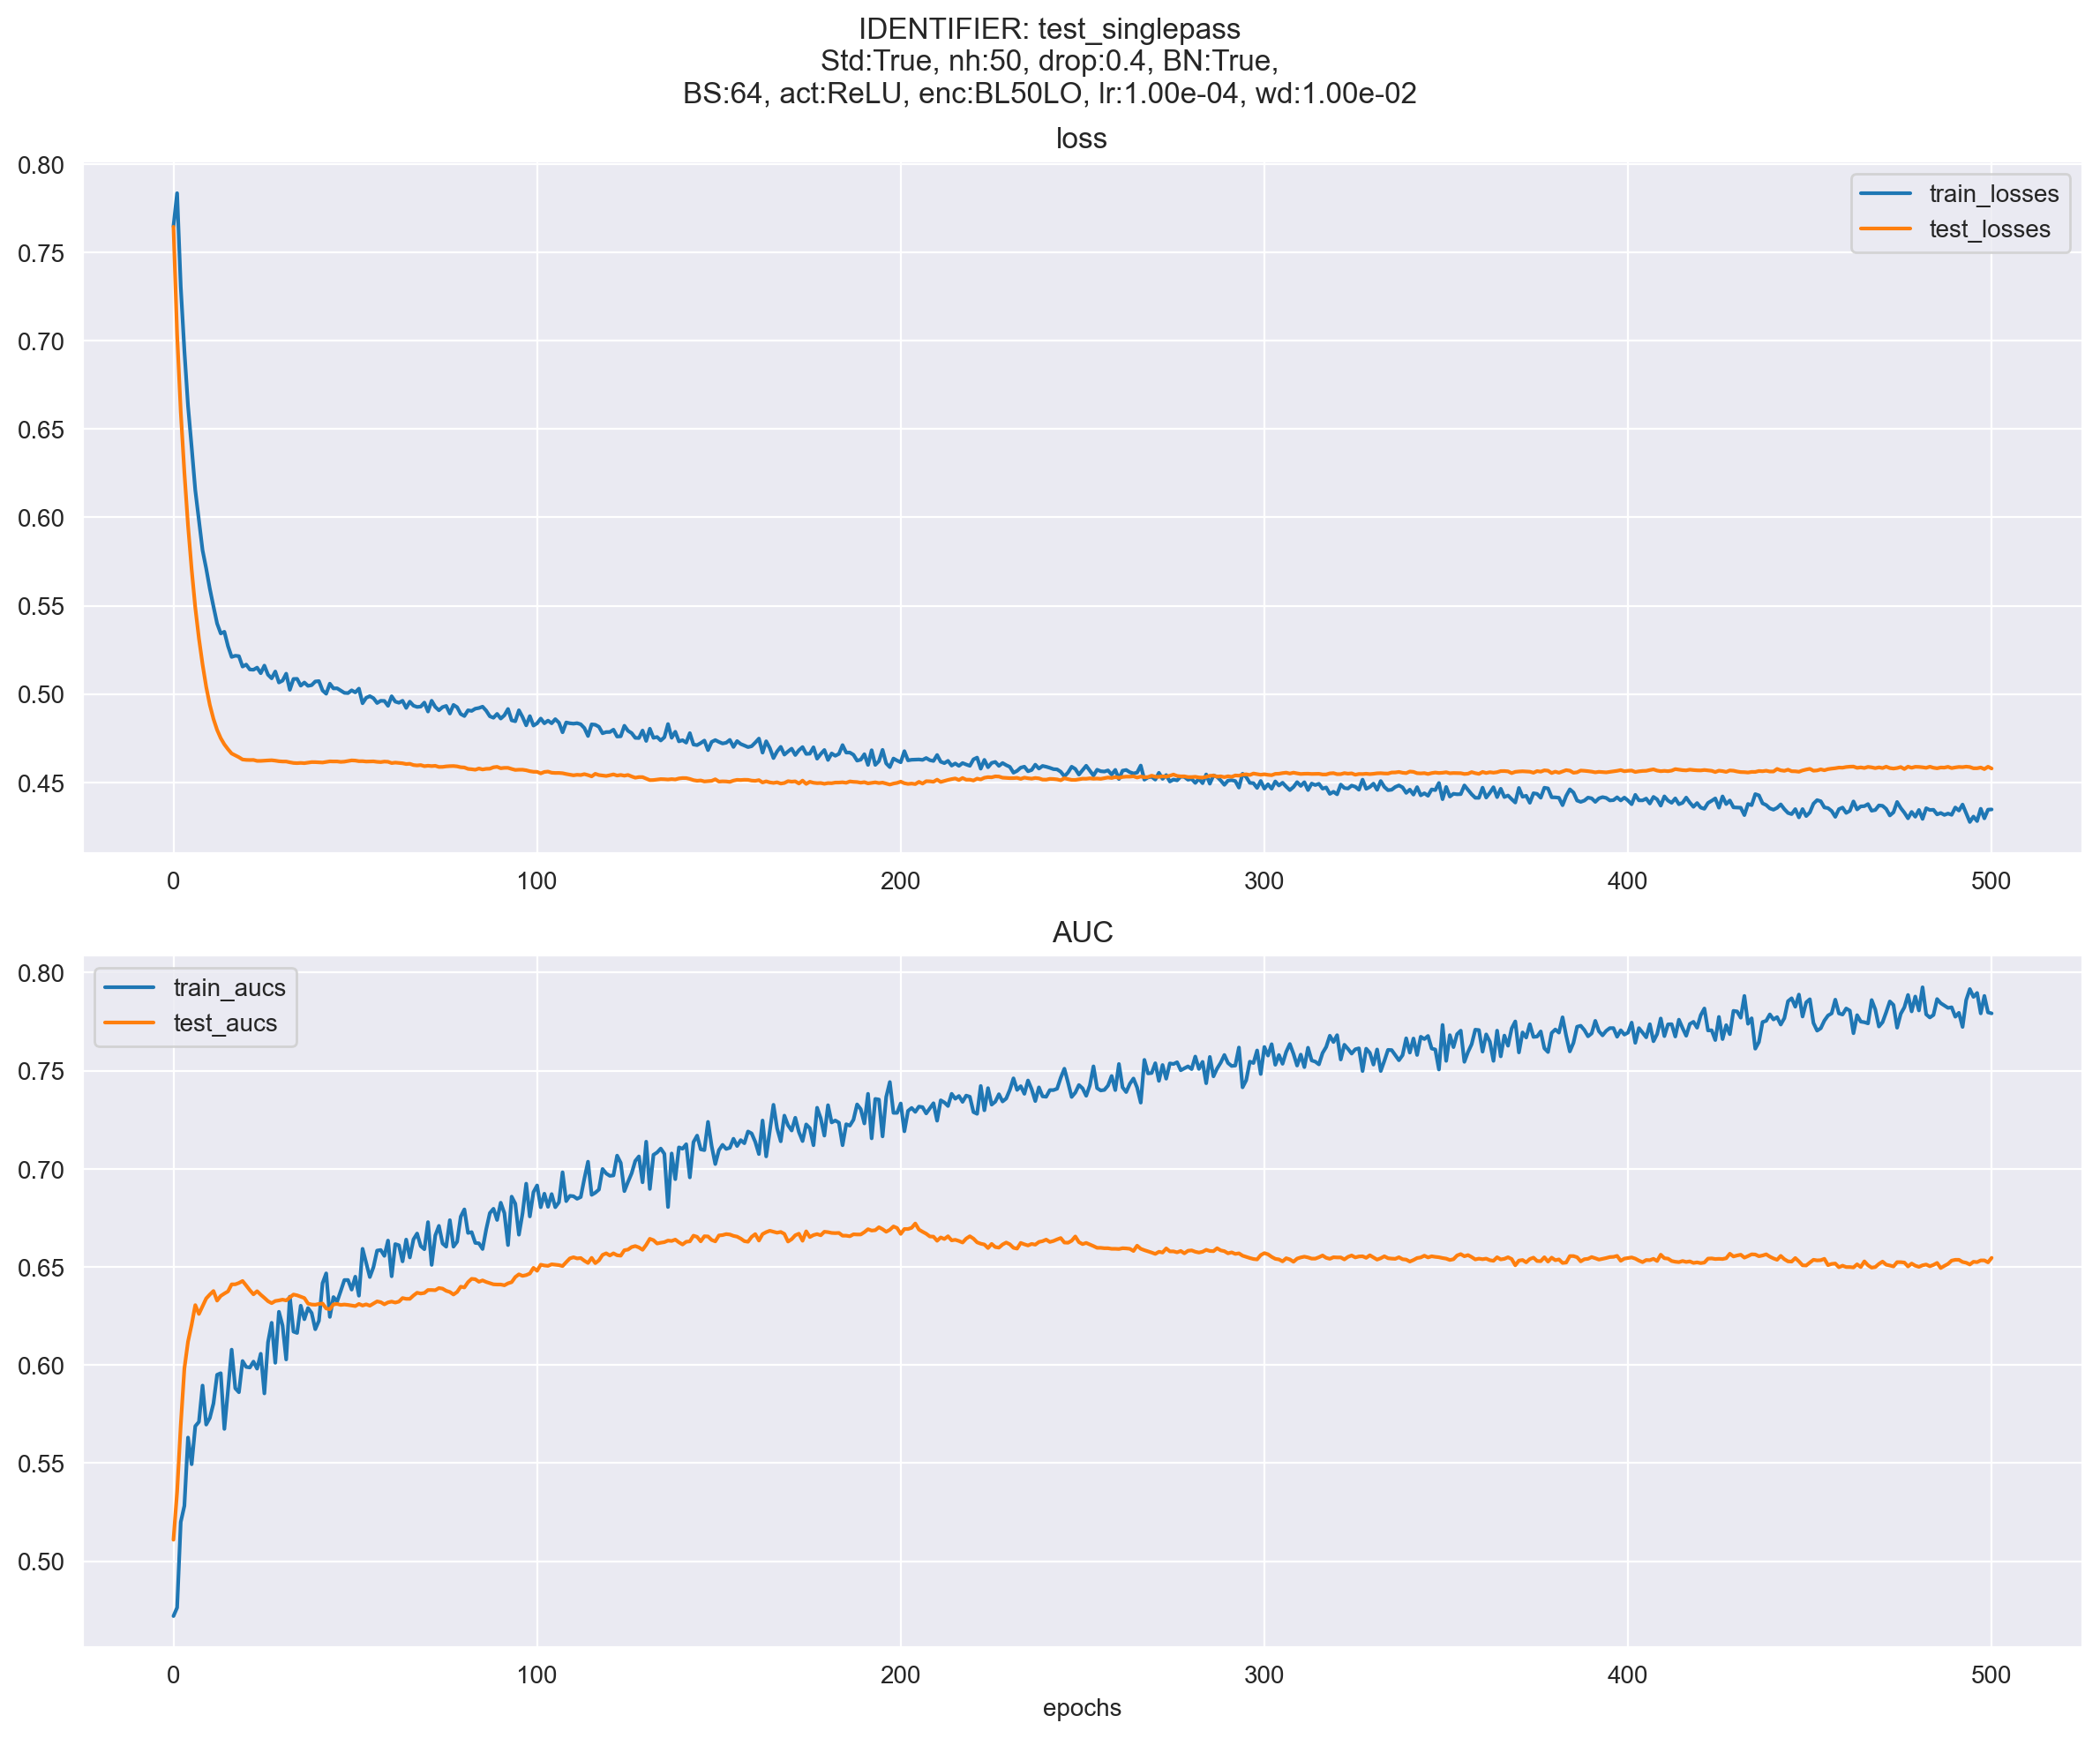 IDENTIFIER: test_singlepass
Std:True, nh:50, drop:0.4, BN:True,
BS:64, act:ReLU, enc:BL50LO, lr:1.00e-04, wd:1.00e-02
loss
0.80
0.75
0.70
0.65
0.60
0.55
0.50
0.45
train_losses
test_losses
0 100 200 300 400 500
AUC
0.80
0.75
0.70
0.65
0.60
0.55
0.50
train_aucs
test_aucs
0 100 200 300 400 500
epochs